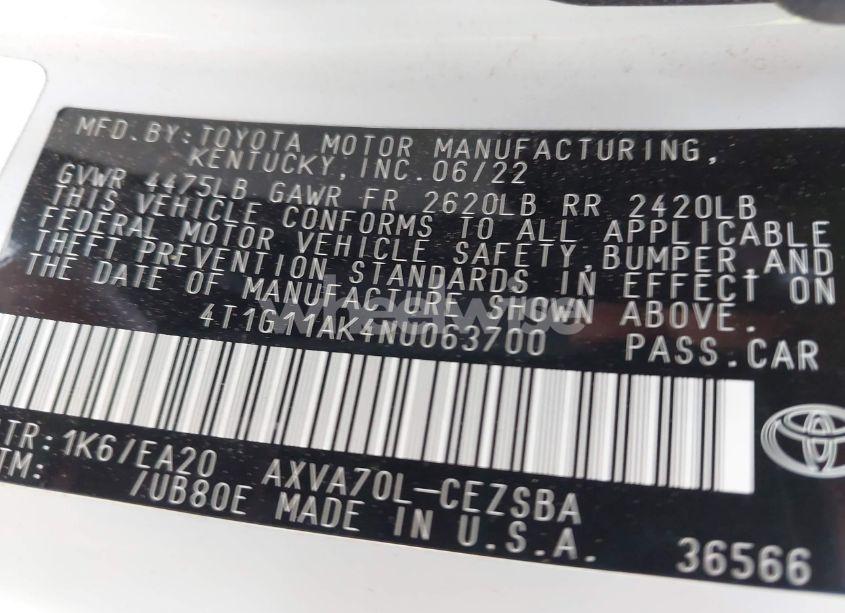 MFD.BY: TOYOTA MOTOR MANUFACTURING,
KENTUCKY, INC. 06/22
GVWR 4475LB GAWR FR 2620LB RR 2420LB
THIS VEHICLE CONFORMS TO ALL APPLICABLE
FEDERAL MOTOR VEHICLE SAFETY, BUMPER, AND
THEFT PREVENTION STANDARDS IN EFFECT ON
THE DATE OF MANUFACTURE SHOWN ABOVE.
wheelwise
4T1G11AK4NU063700 PASS.CAR
TR: 1K6/EA20 AXVA70L-CEZSBA
TM: /UB80E MADE IN U.S.A. 36566